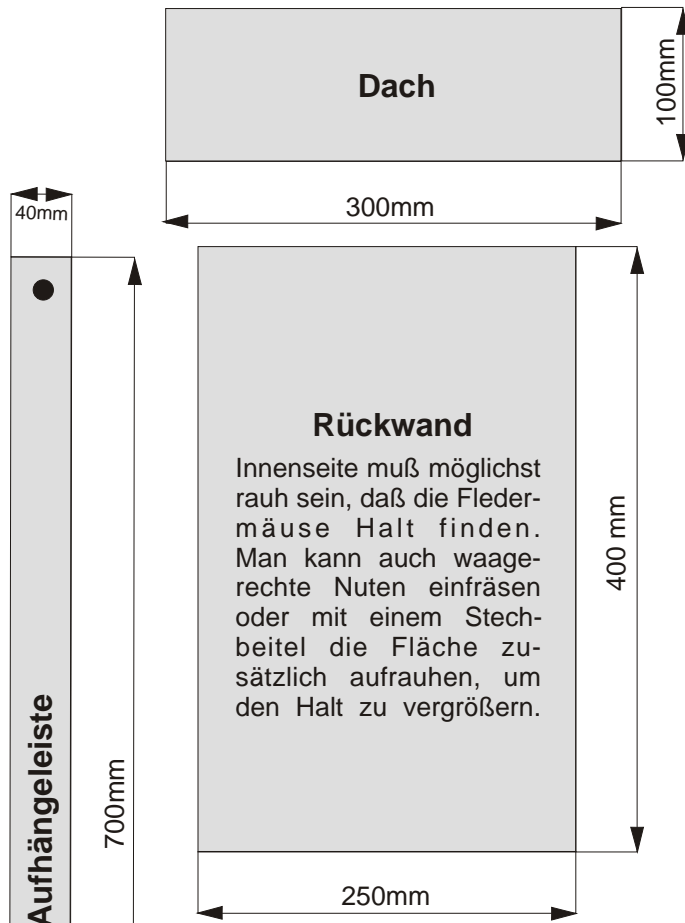 Dach
100mm
300mm
40mm
Rückwand
Innenseite muß möglichst
rauh sein, daß die Fleder-
mäuse Halt finden.
Man kann auch waage-
rechte Nuten einfräsen
oder mit einem Stech-
beitel die Fläche zu-
sätzlich aufrauhen, um
den Halt zu vergrößern.
400 mm
Aufhängeleiste
700mm
250mm